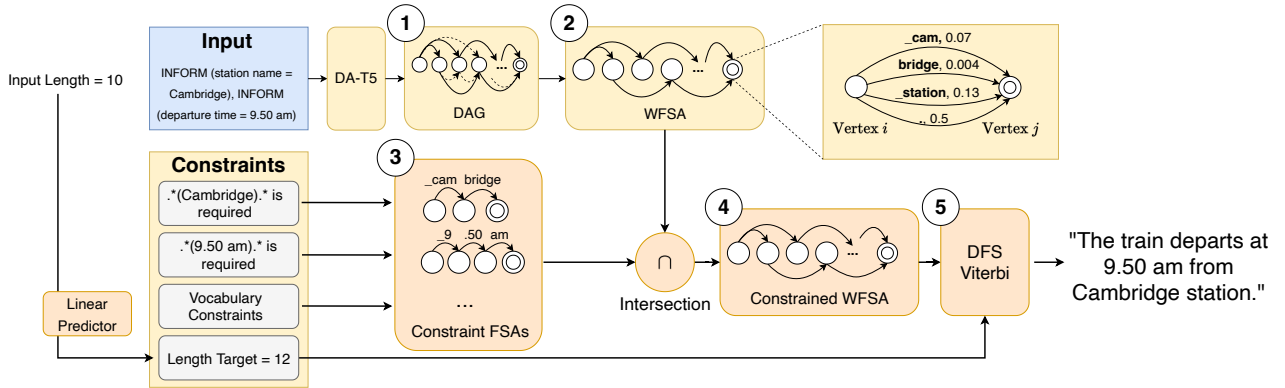 Input Length = 10
Input
INFORM (station name =
Cambridge), INFORM
(departure time = 9.50 am)
DA-T5
1
...
DAG
2
...
WFSA
_cam, 0.07
bridge, 0.004
_station, 0.13
., 0.5
Vertex i
Vertex j
Constraints
.*(Cambridge).* is
required
.*(9.50 am).* is
required
Vocabulary
Constraints
Length Target = 12
Linear
Predictor
3
_cam bridge
_9 .50 am
...
Constraint FSAs
∩
Intersection
4
...
Constrained WFSA
5
DFS
Viterbi
"The train departs at
9.50 am from
Cambridge station."